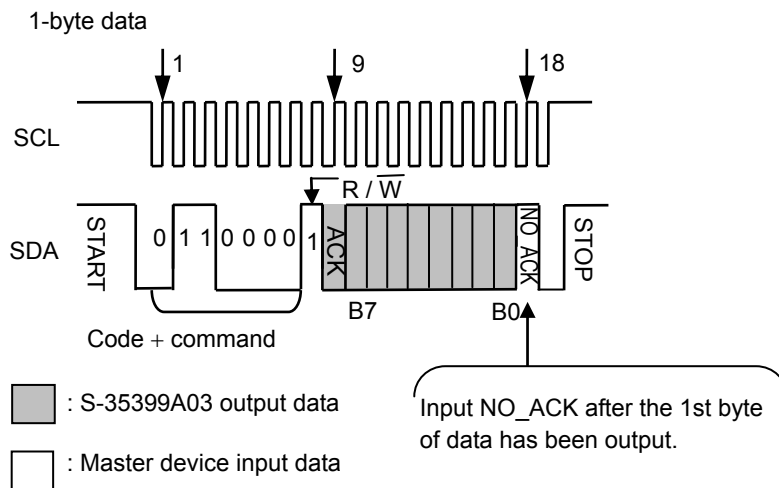 1-byte data
1 9 18
SCL
R / W
SDA START 0 1 1 0 0 0 0 1 ACK NO_ACK STOP
B7 B0
Code + command
: S-35399A03 output data
: Master device input data
Input NO_ACK after the 1st byte
of data has been output.